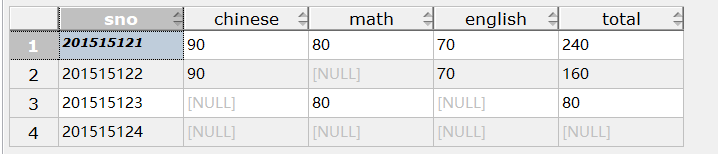 sno chinese math english total
1 201515121 90 80 70 240
2 201515122 90 [NULL] 70 160
3 201515123 [NULL] 80 [NULL] 80
4 201515124 [NULL] [NULL] [NULL] [NULL]